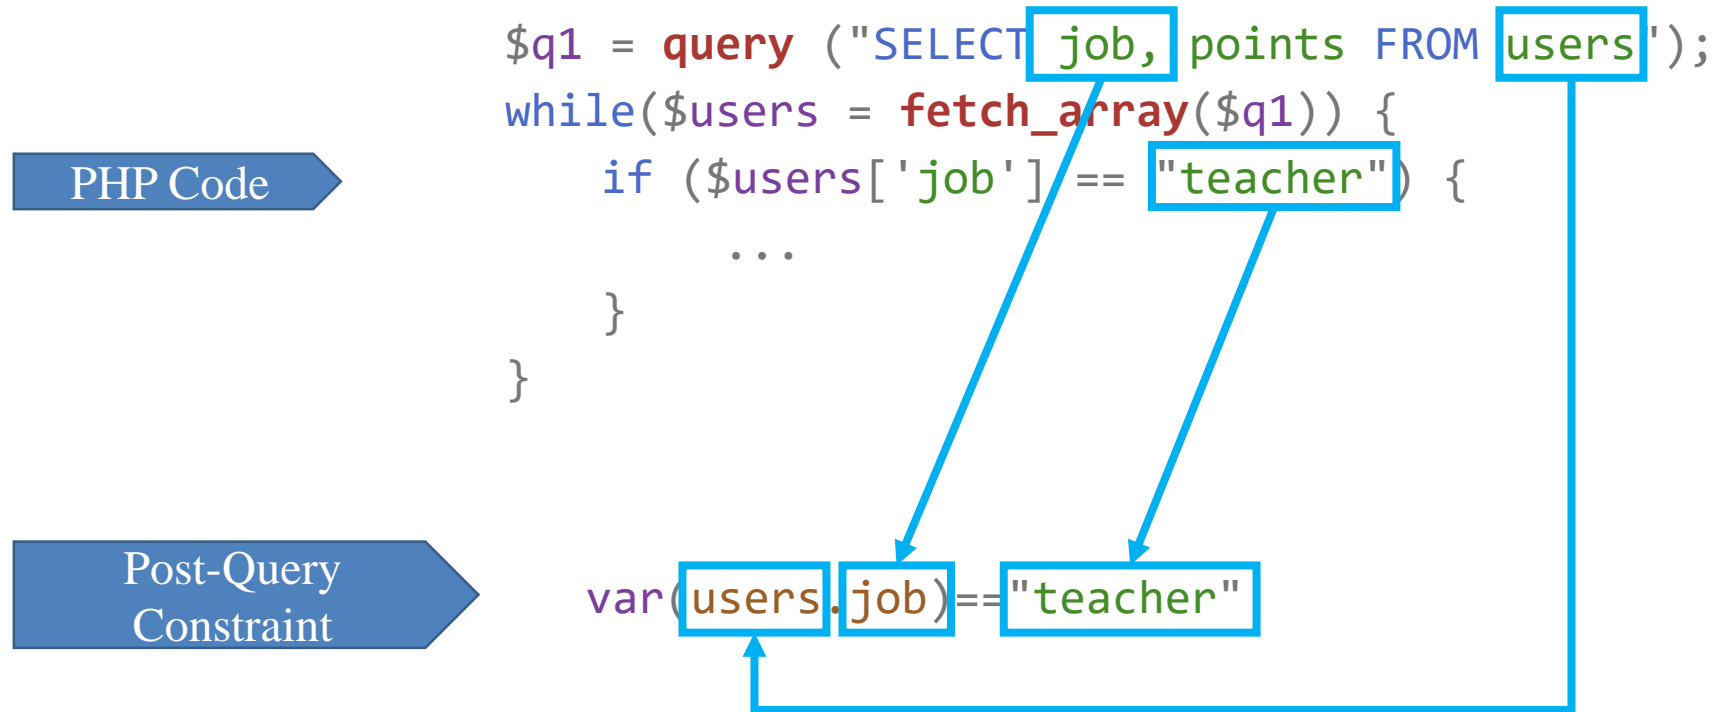 $q1 = query ("SELECT job, points FROM users");
while($users = fetch_array($q1)) {
PHP Code
if ($users['job'] == "teacher") {
...
}
}
Post-Query
Constraint
var(users.job)=="teacher"